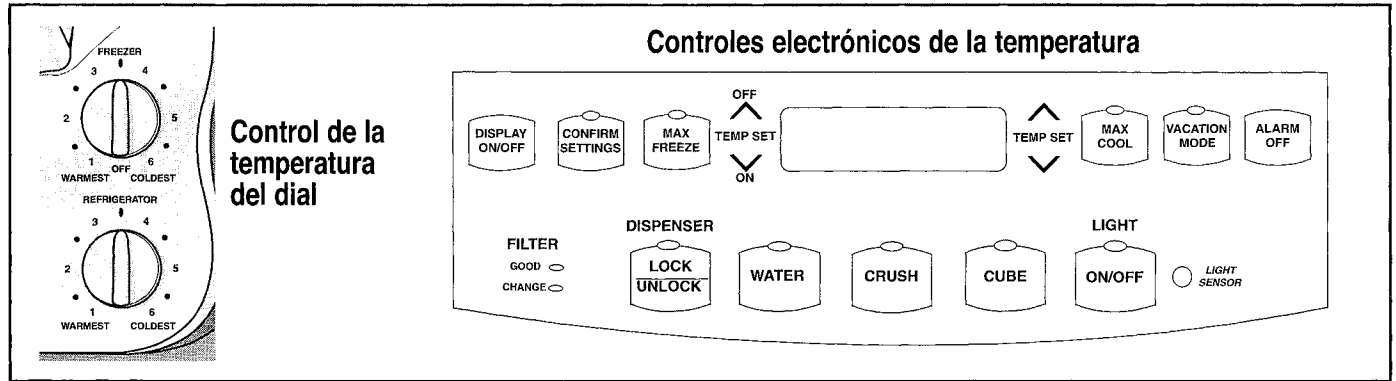 FREEZER
3 4
2 5
1 OFF 6
WARMEST COLDEST
REFRIGERATOR
3 4
2 5
1 6
WARMEST COLDEST
Control de la
temperatura
del dial
Controles electrónicos de la temperatura
DISPLAY
ON/OFF
CONFIRM
SETTINGS
MAX
FREEZE
OFF
TEMP SET
ON
TEMP SET
MAX
COOL
VACATION
MODE
ALARM
OFF
FILTER
GOOD
CHANGE
DISPENSER
LOCK
UNLOCK
WATER
CRUSH
CUBE
LIGHT
ON/OFF
LIGHT
SENSOR